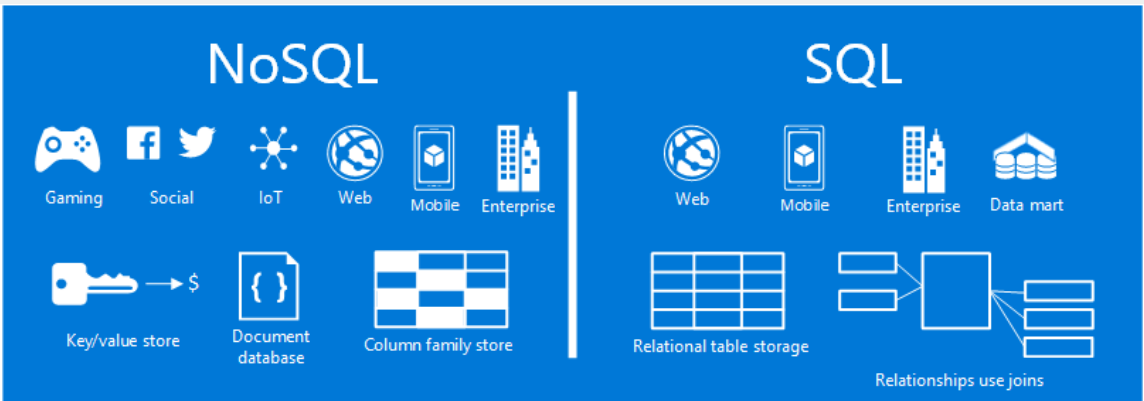 NoSQL
SQL
Gaming
Social
IoT
Web
Mobile
Enterprise
Web
Mobile
Enterprise
Data mart
$
{ }
Key/value store
Document
database
Column family store
Relational table storage
Relationships use joins